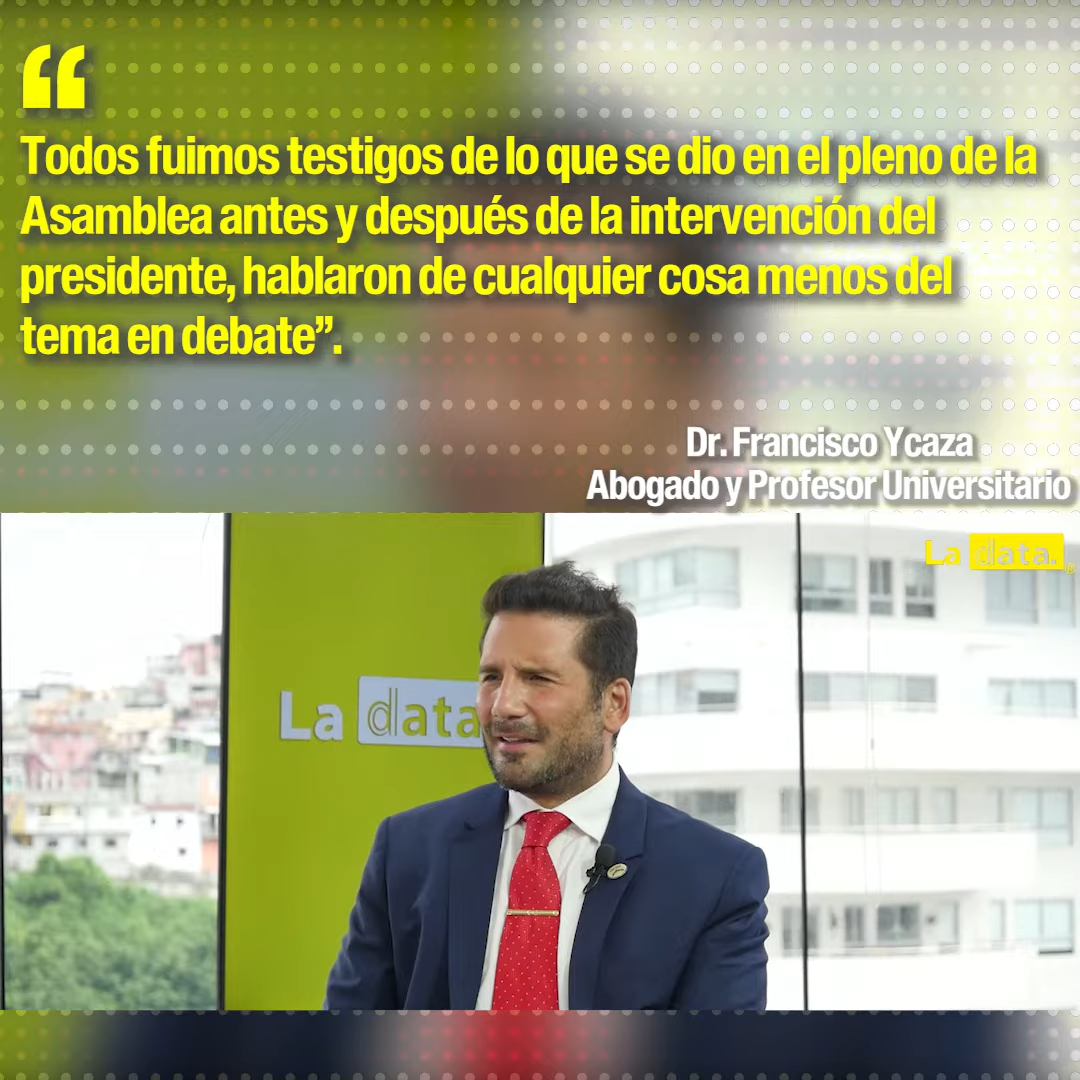 “
Todos fuimos testigos de lo que se dio en el pleno de la
Asamblea antes y después de la intervención del
presidente, hablaron de cualquier cosa menos del
tema en debate”.
Dr. Francisco Ycaza
Abogado y Profesor Universitario
La data.®
La data